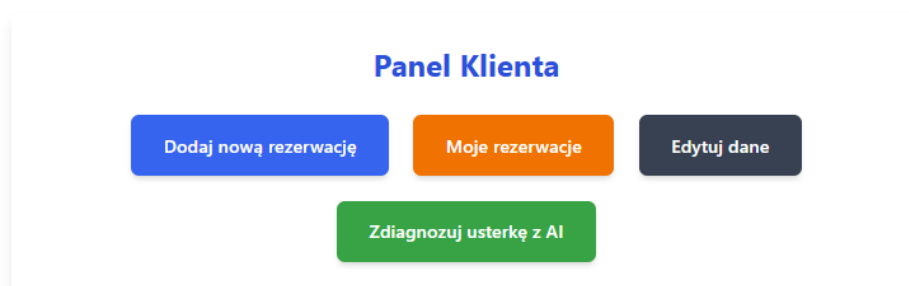 Panel Klienta
Dodaj nową rezerwację
Moje rezerwacje
Edytuj dane
Zdiagnozuj usterkę z AI